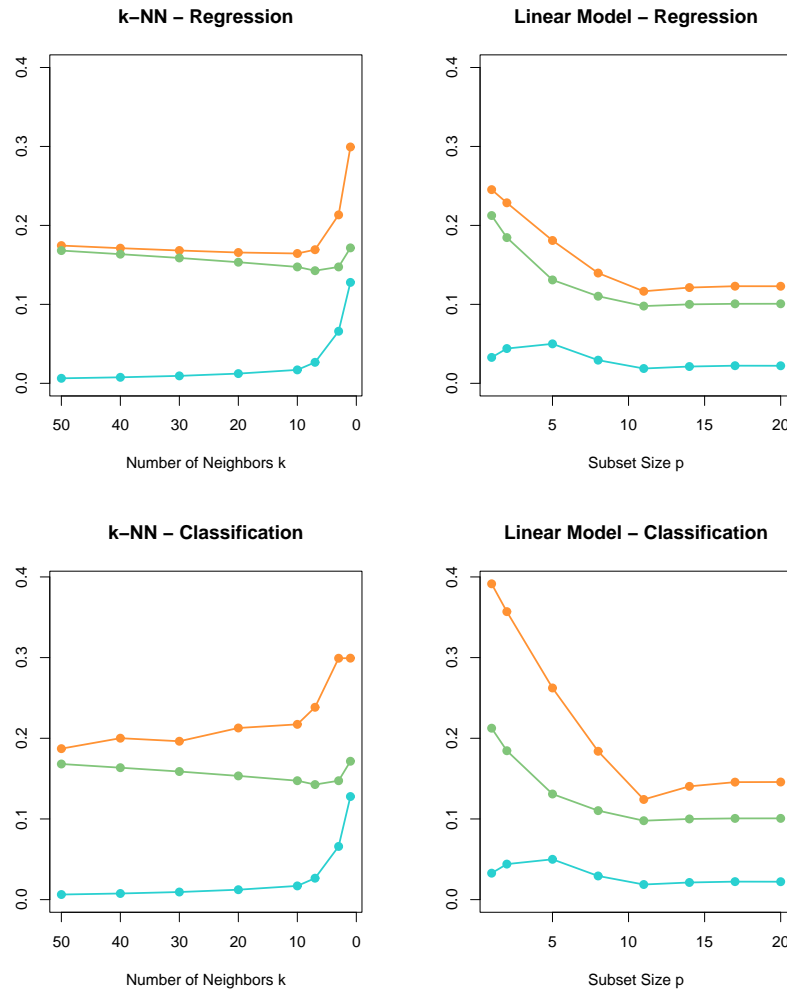 k−NN − Regression
0.0 0.1 0.2 0.3 0.4
50 40 30 20 10 0
Number of Neighbors k
Linear Model − Regression
0.0 0.1 0.2 0.3 0.4
5 10 15 20
Subset Size p
k−NN − Classification
0.0 0.1 0.2 0.3 0.4
50 40 30 20 10 0
Number of Neighbors k
Linear Model − Classification
0.0 0.1 0.2 0.3 0.4
5 10 15 20
Subset Size p